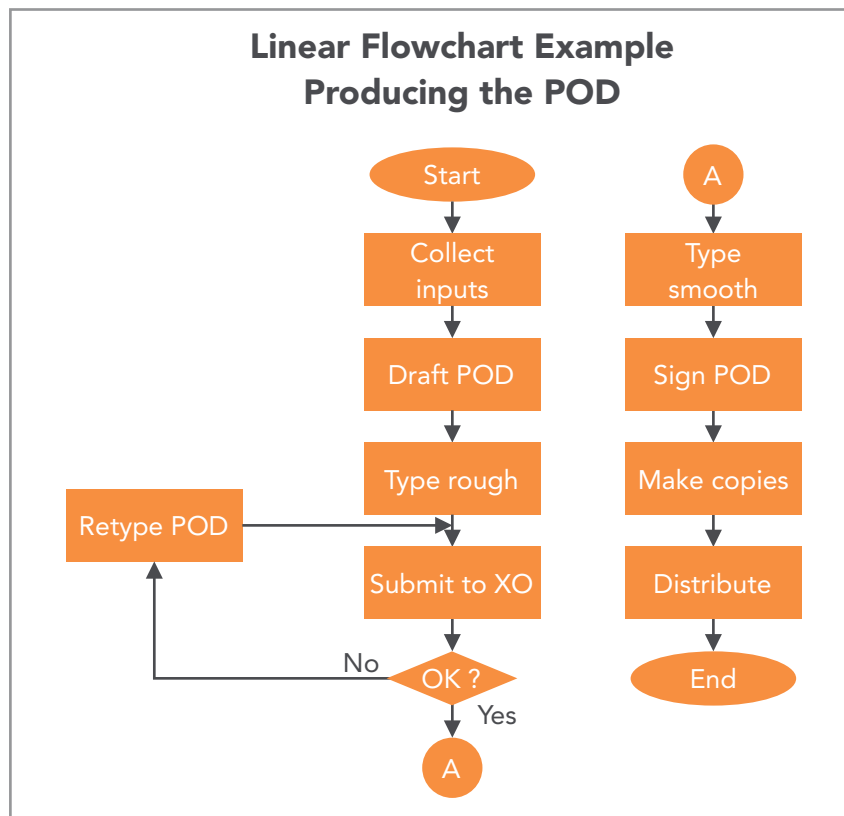 Linear Flowchart Example
Producing the POD
Start
Collect
inputs
Draft POD
Type rough
Retype POD
Submit to XO
No
OK ?
Yes
A
A
Type
smooth
Sign POD
Make copies
Distribute
End